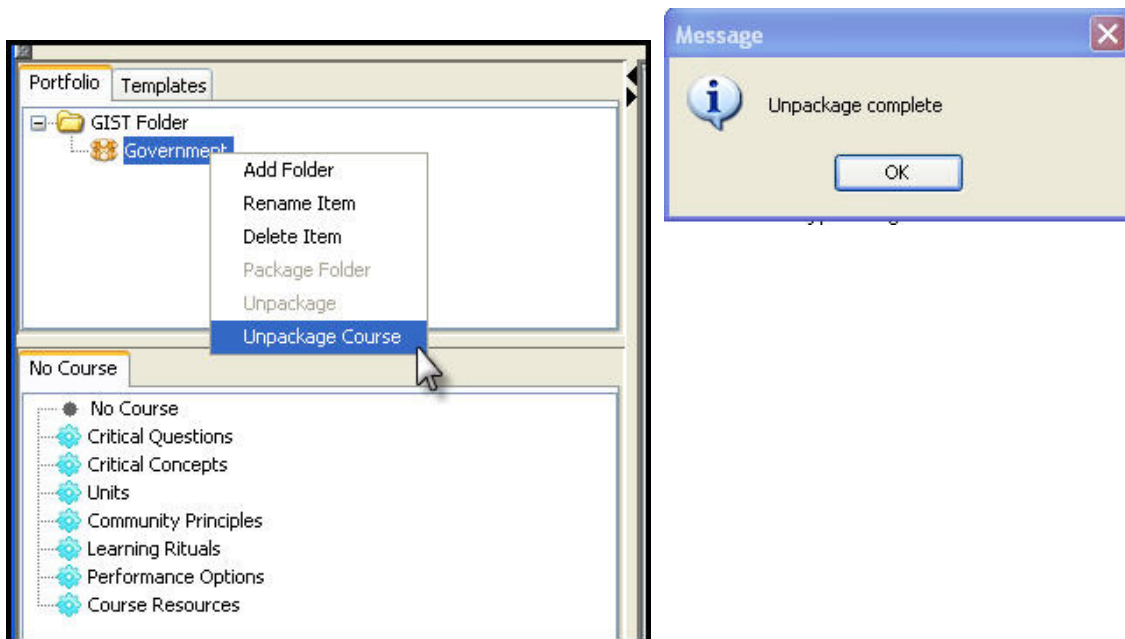 Portfolio Templates
GIST Folder
Government
Add Folder
Rename Item
Delete Item
Package Folder
Unpackage
Unpackage Course
No Course
No Course
Critical Questions
Critical Concepts
Units
Community Principles
Learning Rituals
Performance Options
Course Resources
Message
Unpackage complete
OK